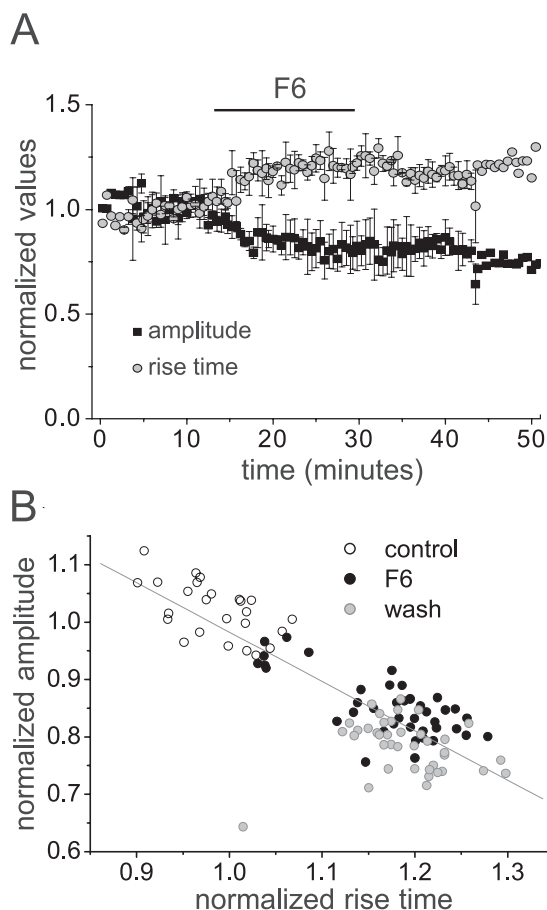 A
F6
normalized values
1.5
1.0
0.5
0.0
amplitude
rise time
0 10 20 30 40 50
time (minutes)
B
control
F6
wash
normalized amplitude
1.1
1.0
0.9
0.8
0.7
0.6
0.9 1.0 1.1 1.2 1.3
normalized rise time